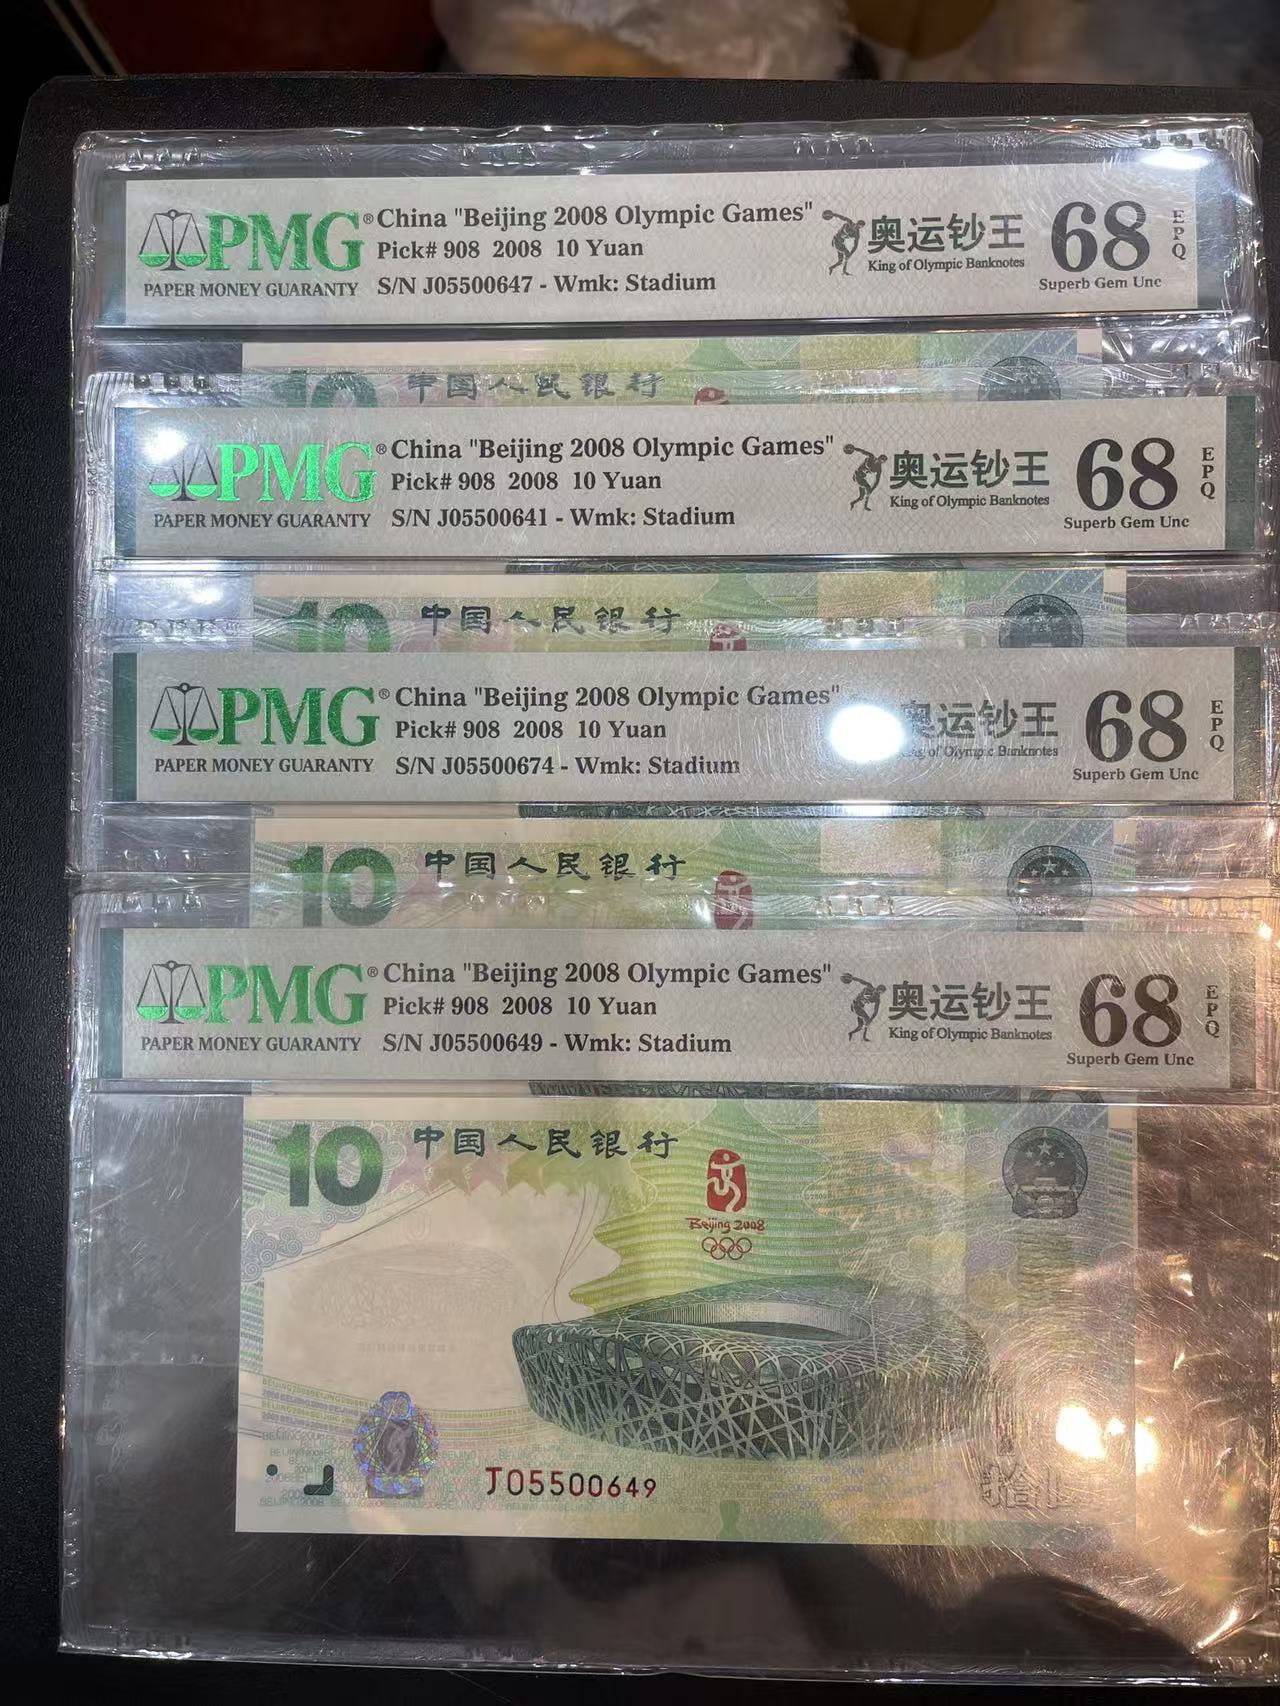 PMG® China "Beijing 2008 Olympic Games" 奥运钞王 68 EPQ
Pick# 908 2008 10 Yuan King of Olympic Banknotes
PAPER MONEY GUARANTY S/N J05500647 - Wmk: Stadium Superb Gem Unc
10 中国人民银行
PMG® China "Beijing 2008 Olympic Games" 奥运钞王 68 EPQ
Pick# 908 2008 10 Yuan King of Olympic Banknotes
PAPER MONEY GUARANTY S/N J05500641 - Wmk: Stadium Superb Gem Unc
10 中国人民银行
PMG® China "Beijing 2008 Olympic Games" 奥运钞王 68 EPQ
Pick# 908 2008 10 Yuan of Olympic Banknotes
PAPER MONEY GUARANTY S/N J05500674 - Wmk: Stadium Superb Gem Unc
10 中国人民银行
PMG® China "Beijing 2008 Olympic Games" 奥运钞王 68 EPQ
Pick# 908 2008 10 Yuan King of Olympic Banknotes
PAPER MONEY GUARANTY S/N J05500649 - Wmk: Stadium Superb Gem Unc
10 中国人民银行
Beijing 2008
J05500649